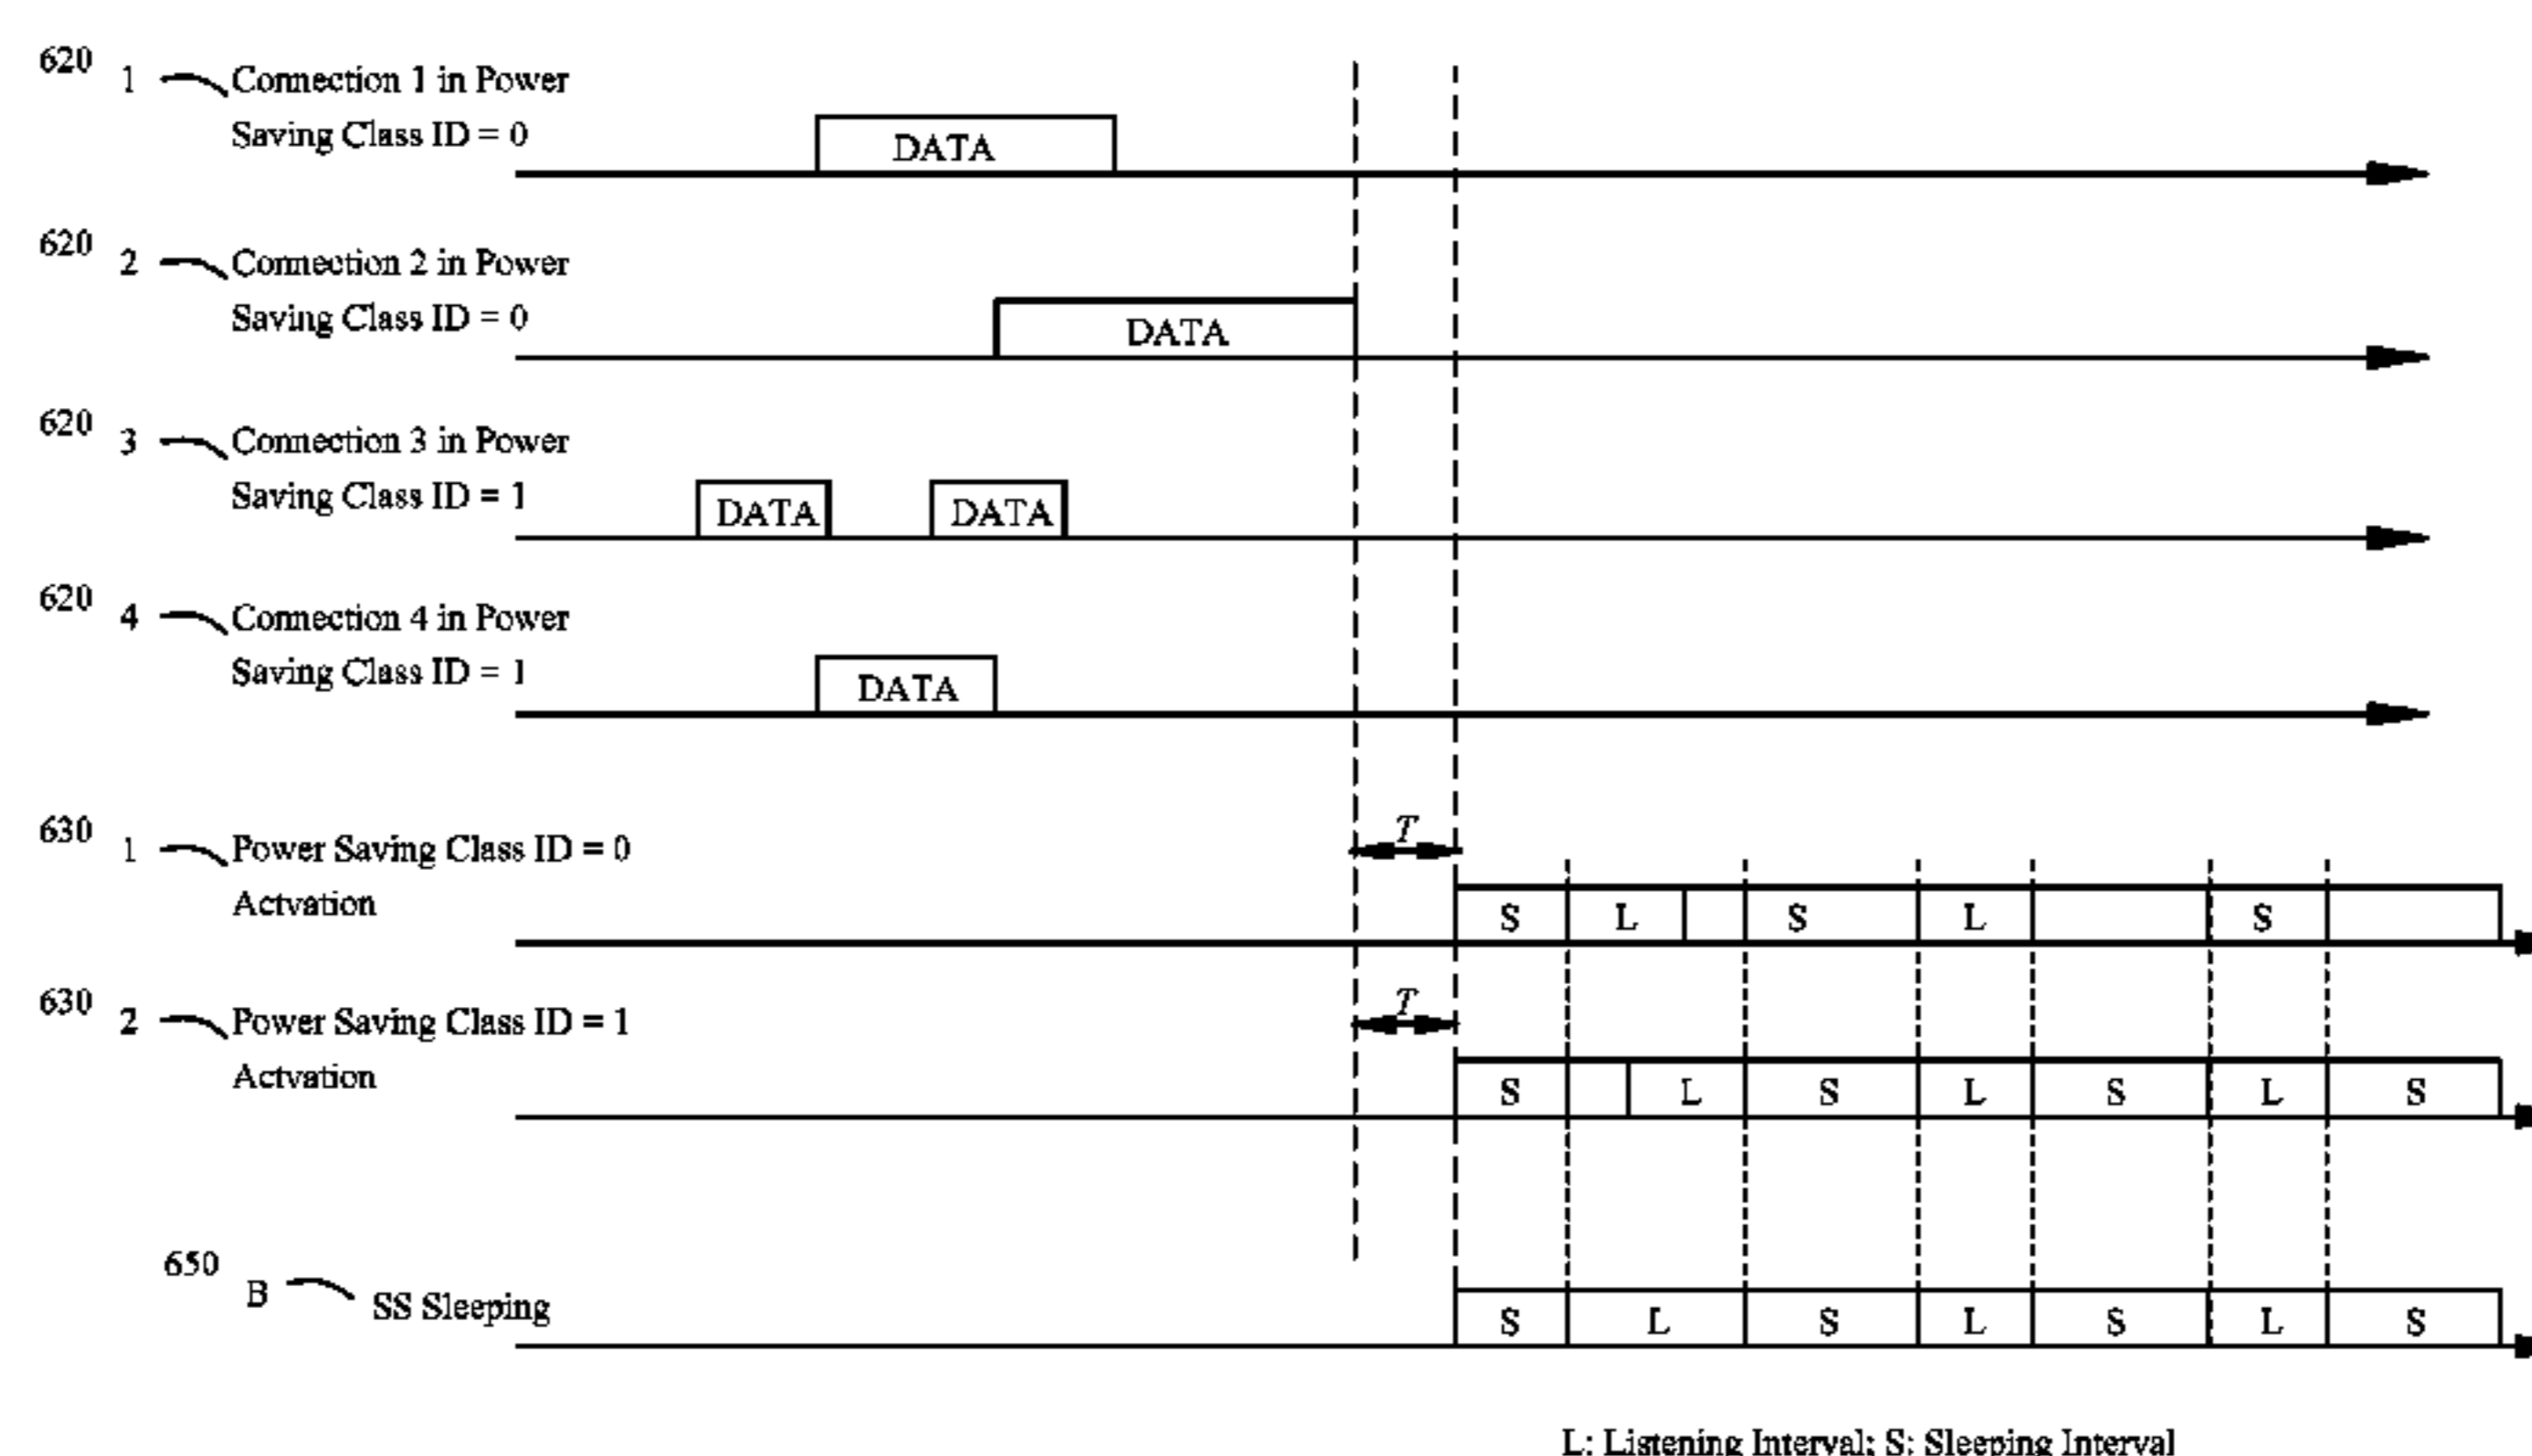 620
1 Connection 1 in Power
Saving Class ID = 0
DATA
620
2 Connection 2 in Power
Saving Class ID = 0
DATA
620
3 Connection 3 in Power
Saving Class ID = 1
DATA DATA
620
4 Connection 4 in Power
Saving Class ID = 1
DATA
630
1 Power Saving Class ID = 0
Actvation
T
S L S L S
630
2 Power Saving Class ID = 1
Actvation
T
S L S L S L S
650
B SS Sleeping
S L S L S L S
L: Listening Interval; S: Sleeping Interval